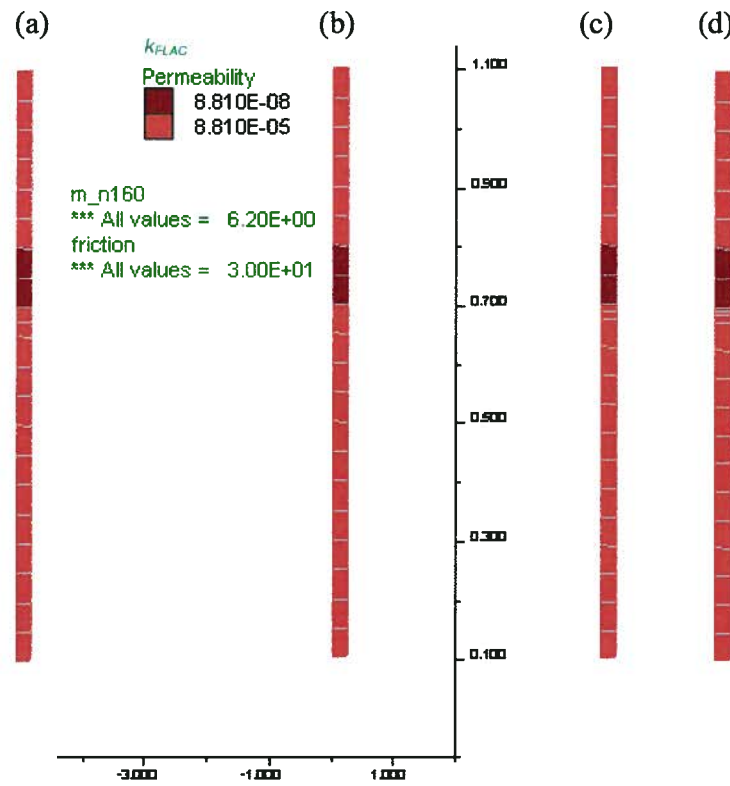 (a) (b) (c) (d)
k_FLAC
Permeability
8.810E-08
8.810E-05
m_n160
*** All values = 6.20E+00
friction
*** All values = 3.00E+01
1.100
0.900
0.700
0.500
0.300
0.100
-3.000 -1.000 1.000